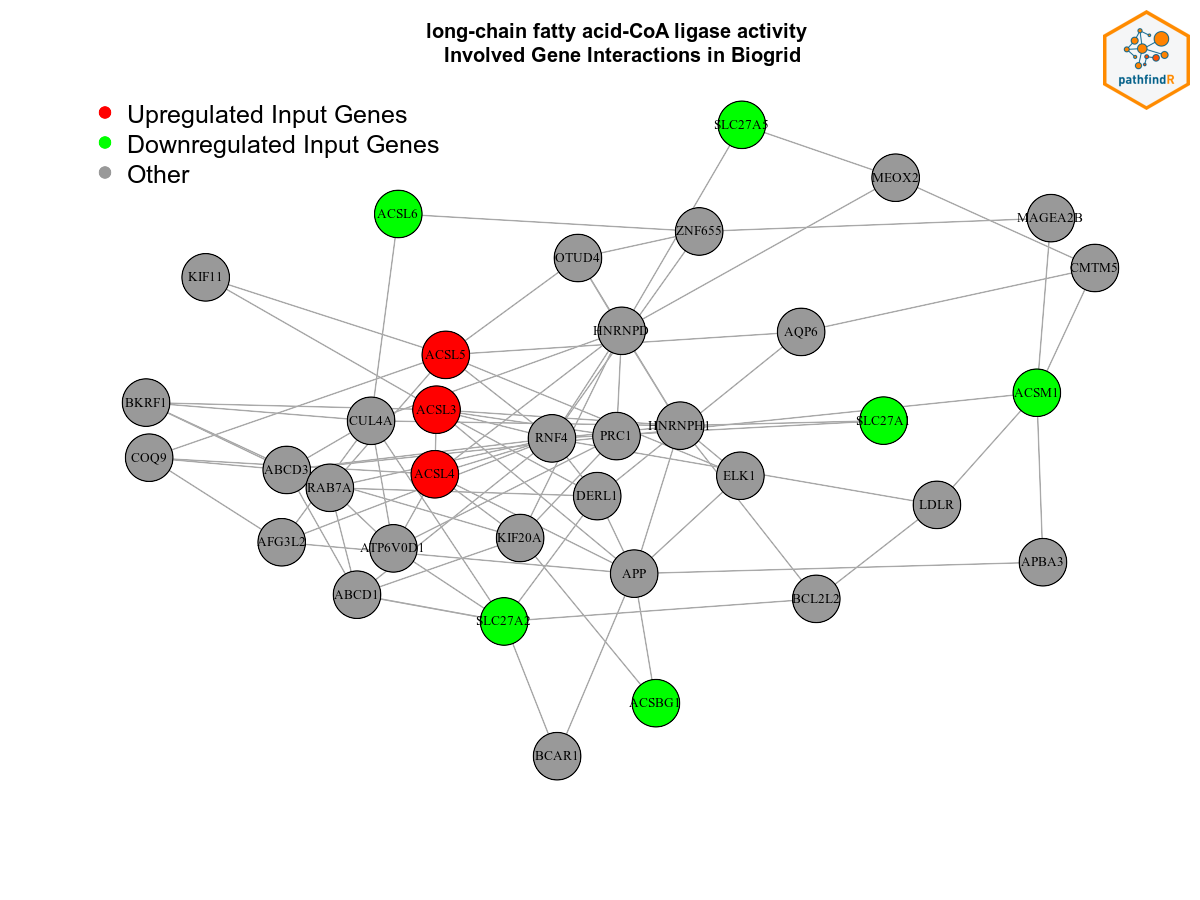 long-chain fatty acid-CoA ligase activity
Involved Gene Interactions in Biogrid
pathfindR
Upregulated Input Genes
Downregulated Input Genes
Other
SLC27A5
MEOX2
ACSL6
MAGEA2B
ZNF655
OTUD4
CMTM5
KIF11
HNRNPD
AQP6
ACSL5
ACSM1
BKRF1
ACSL3
CUL4A
SLC27A1
HNRNPH1
PRC1
RNF4
COQ9
ABCD3
ACSL4
ELK1
RAB7A
DERL1
LDLR
KIF20A
AFG3L2
ATP6V0D1
APBA3
APP
ABCD1
BCL2L2
SLC27A2
ACSBG1
BCAR1